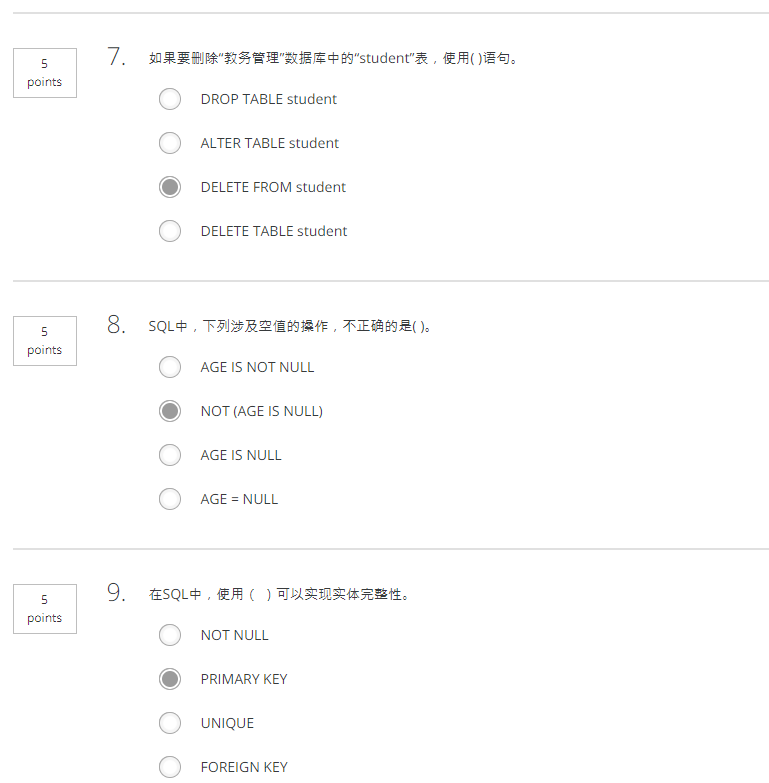 5
points
7.
如果要删除“教务管理”数据库中的“student”表，使用( )语句。
DROP TABLE student
ALTER TABLE student
DELETE FROM student
DELETE TABLE student
5
points
8.
SQL中，下列涉及空值的操作，不正确的是( )。
AGE IS NOT NULL
NOT (AGE IS NULL)
AGE IS NULL
AGE = NULL
5
points
9.
在SQL中，使用（ ）可以实现实体完整性。
NOT NULL
PRIMARY KEY
UNIQUE
FOREIGN KEY